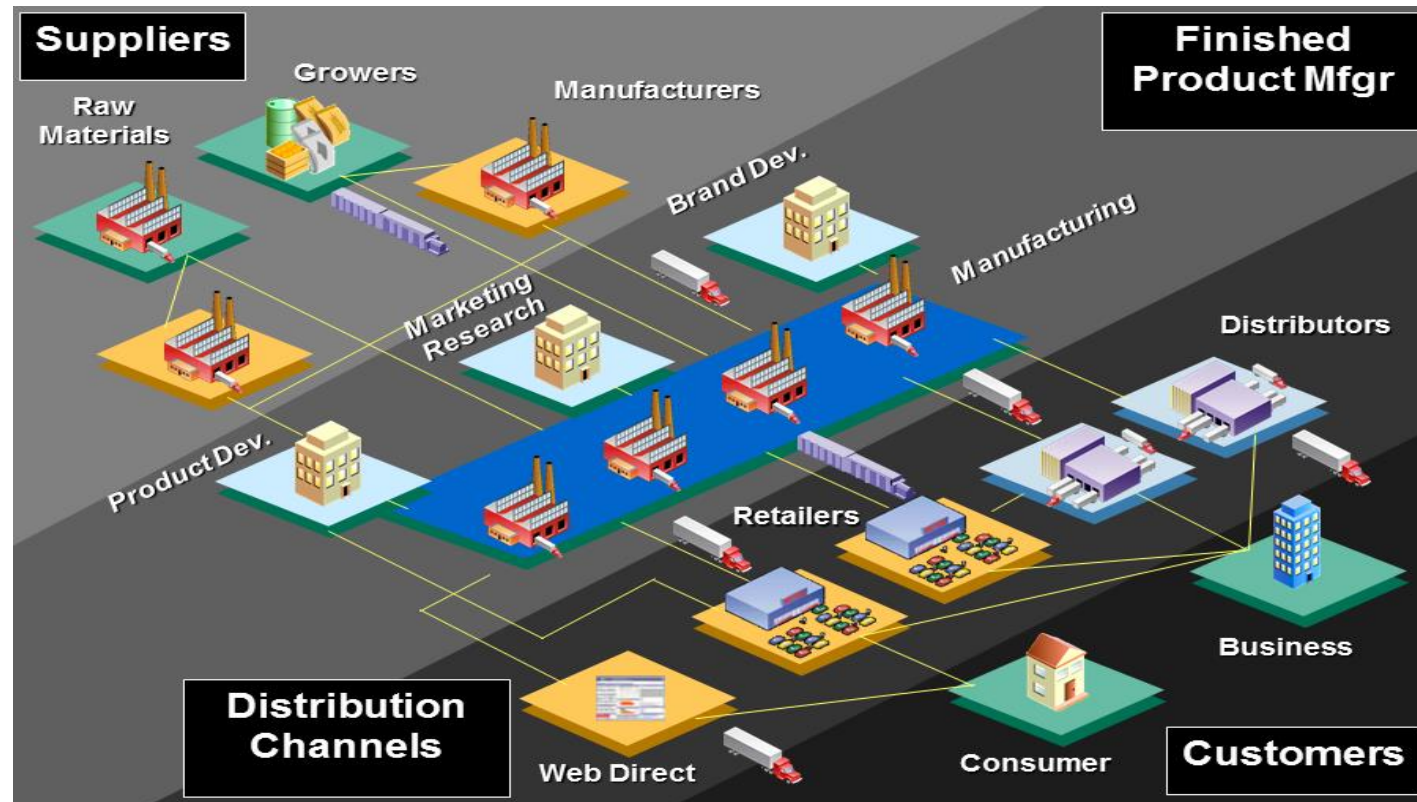 Suppliers
Finished
Product Mfgr
Growers
Manufacturers
Raw
Materials
Brand Dev.
Manufacturing
Marketing
Research
Distributors
Product Dev.
Retailers
Business
Distribution
Channels
Web Direct
Consumer
Customers